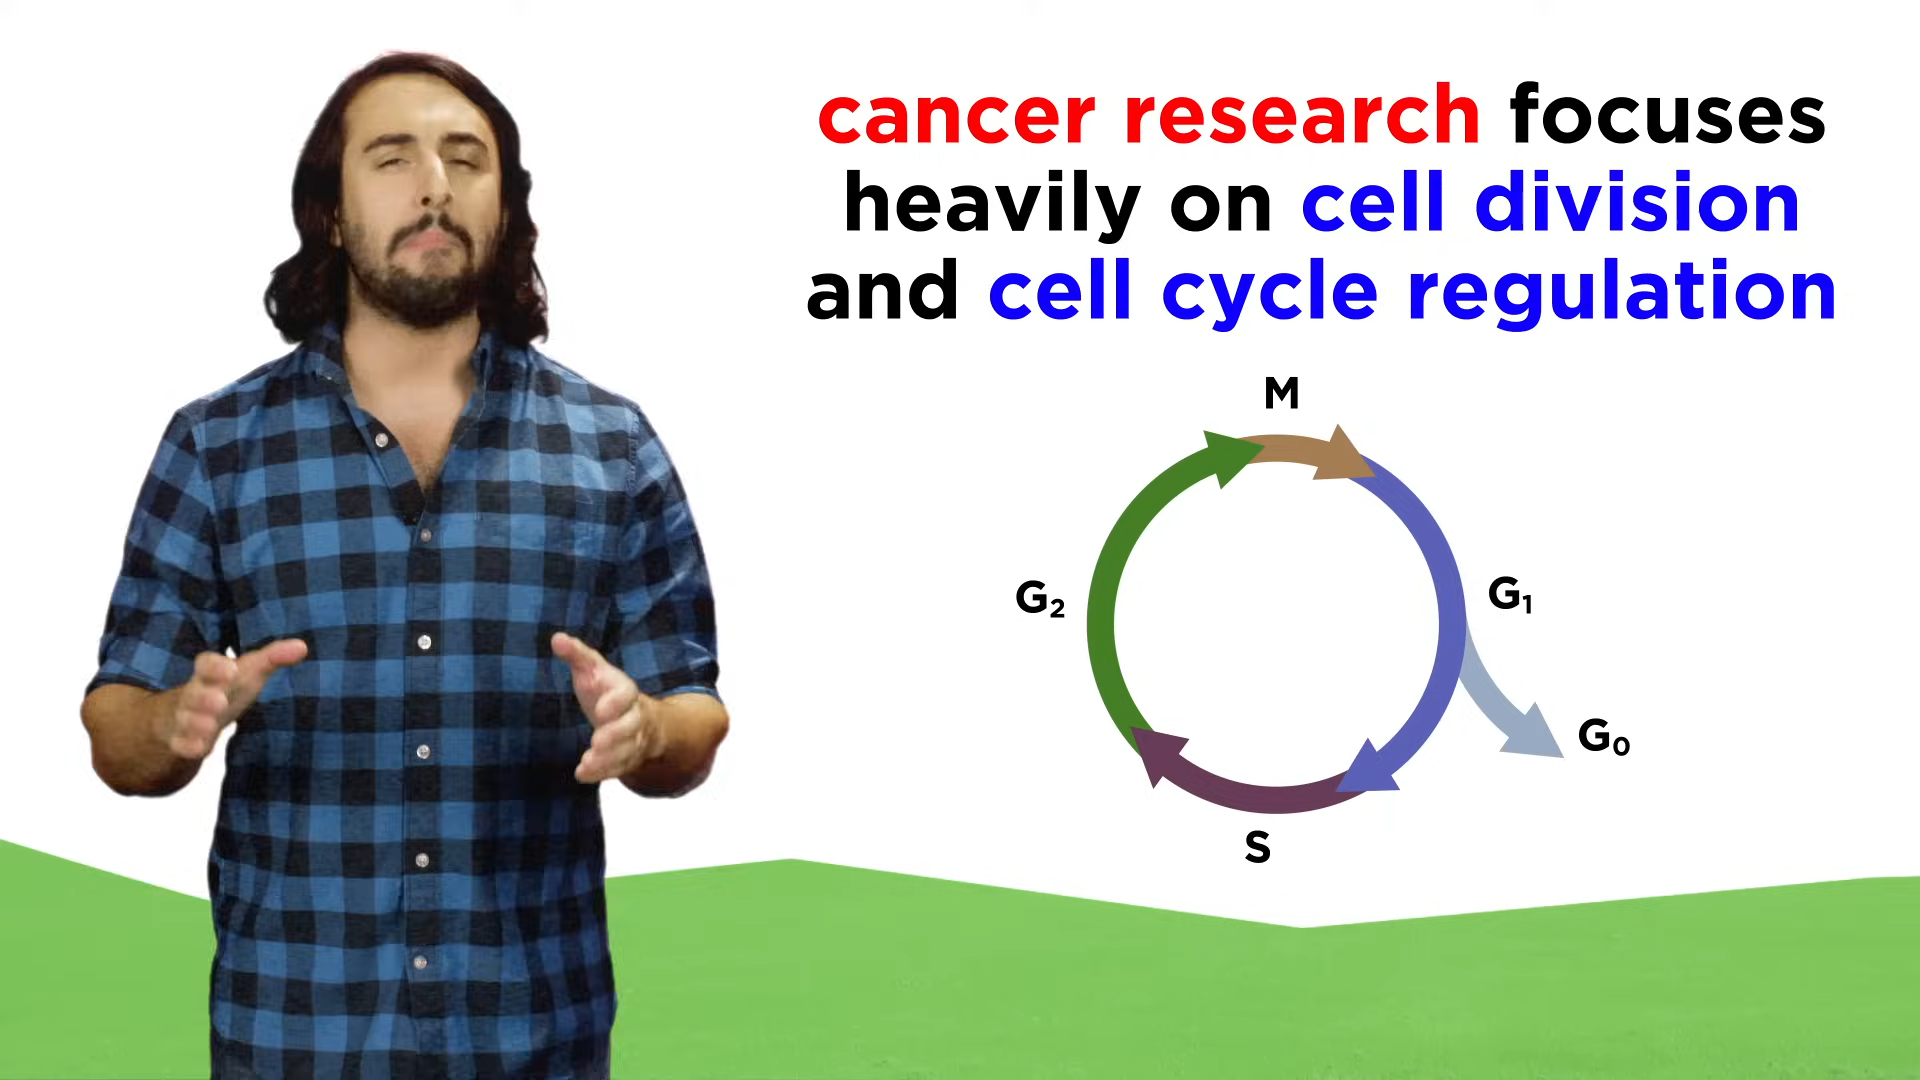 cancer research focuses
heavily on cell division
and cell cycle regulation
M
G₂
G₁
G₀
S